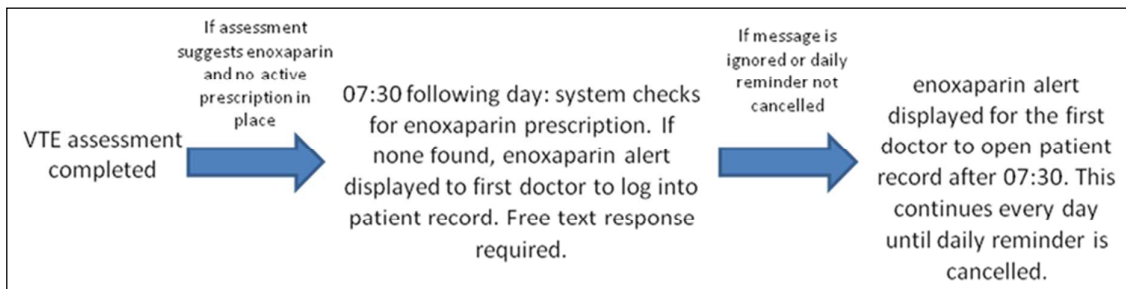 VTE assessment
completed
If assessment
suggests enoxaparin
and no active
prescription in
place
07:30 following day: system checks
for enoxaparin prescription. If
none found, enoxaparin alert
displayed to first doctor to log into
patient record. Free text response
required.
If message is
ignored or daily
reminder not
cancelled
enoxaparin alert
displayed for the first
doctor to open patient
record after 07:30. This
continues every day
until daily reminder is
cancelled.